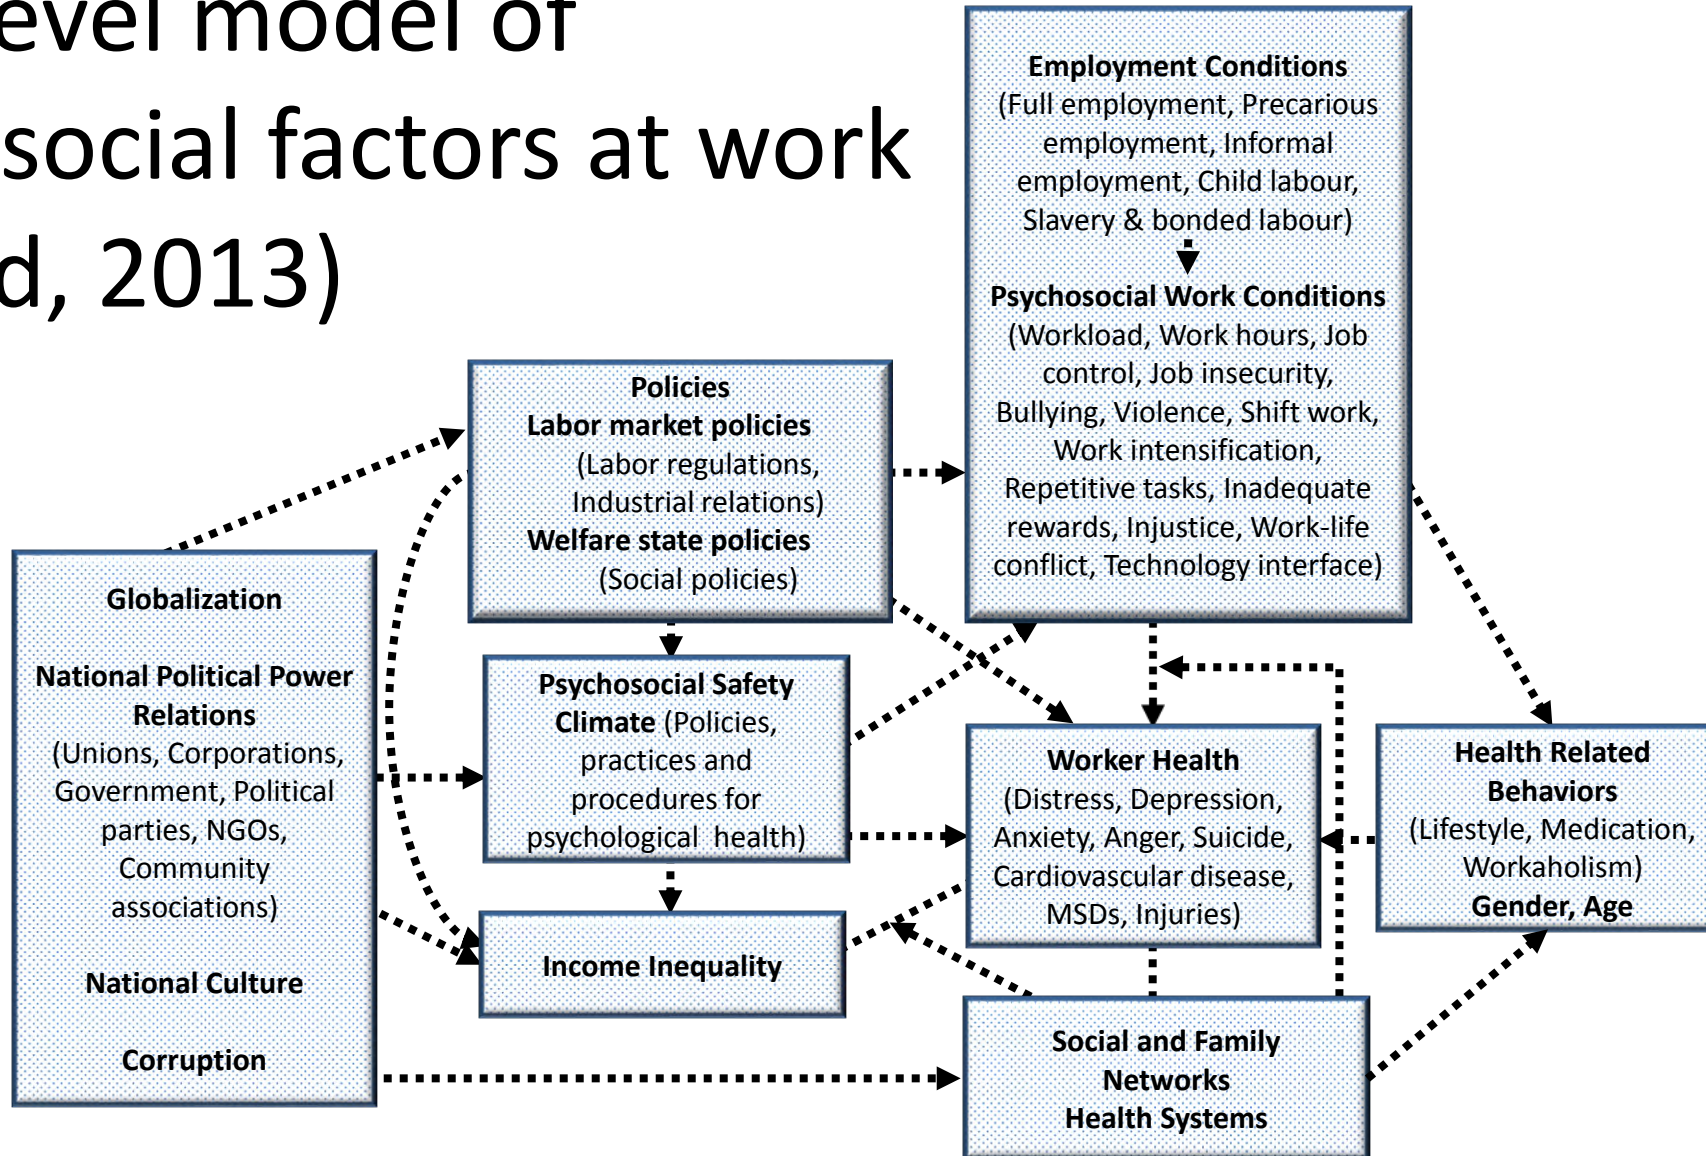 evel model of
social factors at work
d, 2013)
Employment Conditions
(Full employment, Precarious
employment, Informal
employment, Child labour,
Slavery & bonded labour)
Psychosocial Work Conditions
(Workload, Work hours, Job
control, Job insecurity,
Bullying, Violence, Shift work,
Work intensification,
Repetitive tasks, Inadequate
rewards, Injustice, Work-life
conflict, Technology interface)
Policies
Labor market policies
(Labor regulations,
Industrial relations)
Welfare state policies
(Social policies)
Globalization
National Political Power
Relations
(Unions, Corporations,
Government, Political
parties, NGOs,
Community
associations)
National Culture
Corruption
Psychosocial Safety
Climate (Policies,
practices and
procedures for
psychological health)
Income Inequality
Worker Health
(Distress, Depression,
Anxiety, Anger, Suicide,
Cardiovascular disease,
MSDs, Injuries)
Health Related
Behaviors
(Lifestyle, Medication,
Workaholism)
Gender, Age
Social and Family
Networks
Health Systems